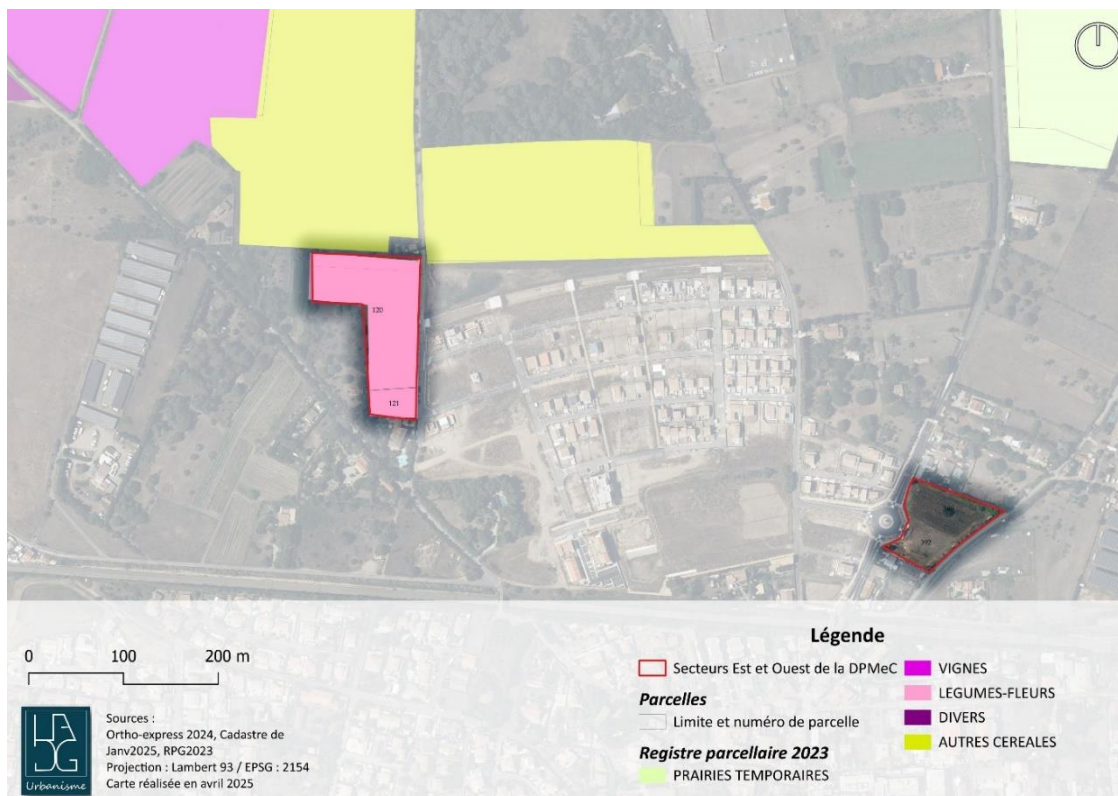 120
121
392
0 100 200 m
Sources :
Ortho-express 2024, Cadastre de
Janv2025, RPG2023
Projection : Lambert 93 / EPSG : 2154
Carte réalisée en avril 2025
Urbanisme
Légende
Secteurs Est et Ouest de la DPMeC
Parcelles
Limite et numéro de parcelle
Registre parcellaire 2023
PRAIRIES TEMPORAIRES
VIGNES
LEGUMES-FLEURS
DIVERS
AUTRES CEREALES